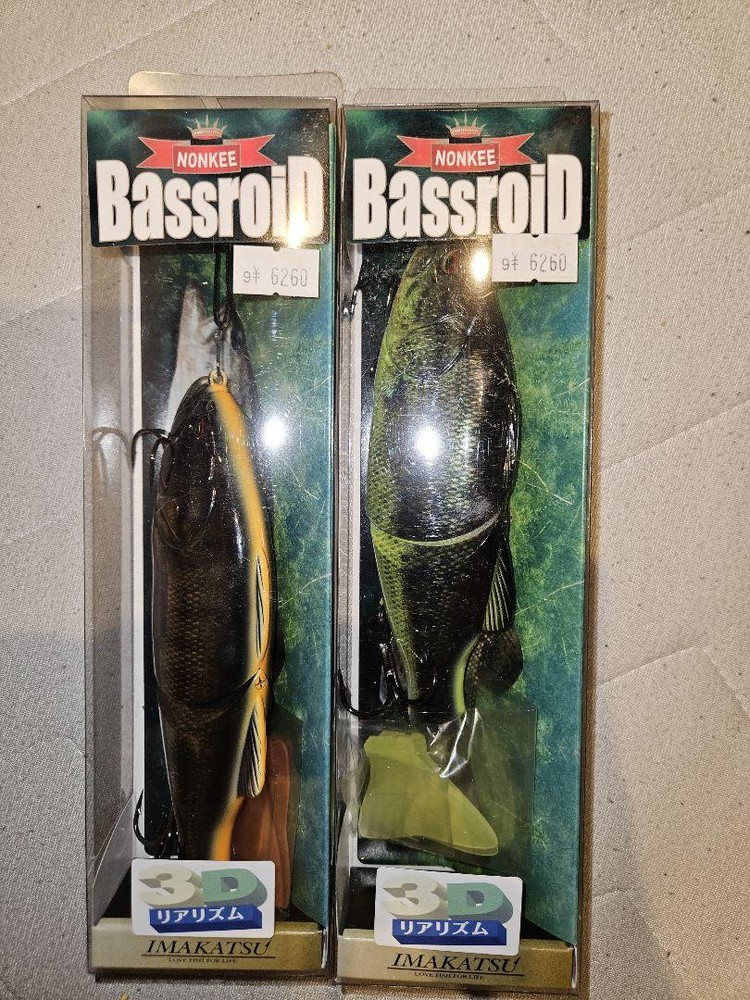 NONKEE
BassroiD
9¥ 6260
3D
リアリズム
IMAKATSU
LOVE FISH FOR LIFE
NONKEE
BassroiD
9¥ 6260
3D
リアリズム
IMAKATSU
LOVE FISH FOR LIFE